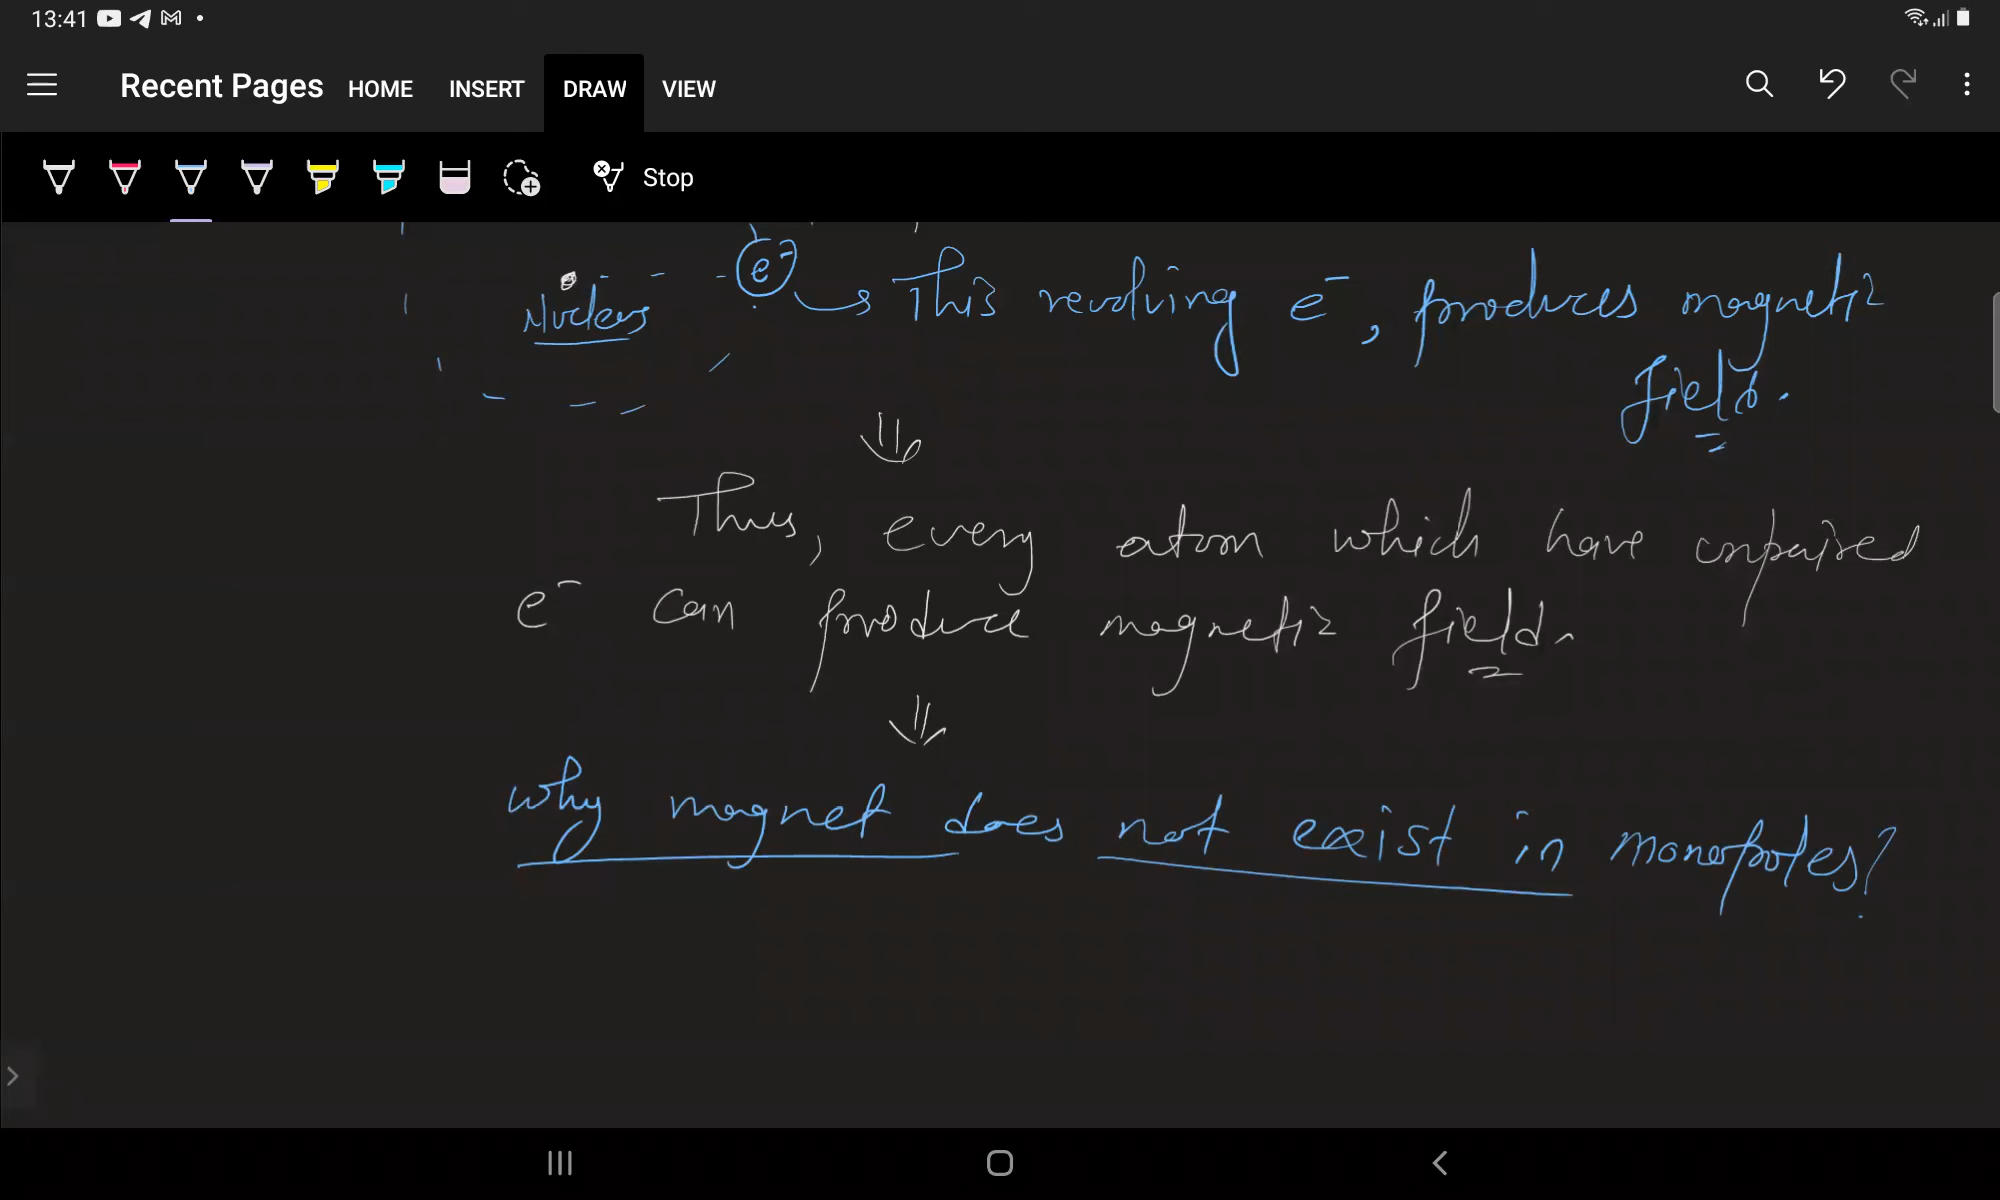 13:41
Recent Pages HOME INSERT DRAW VIEW
Stop
e⁻
Nucleus
This revolving e⁻, produces magnetic
field.
Thus, every atom which have unpaired
e⁻ can produce magnetic field.
why magnet does not exist in monopoles?